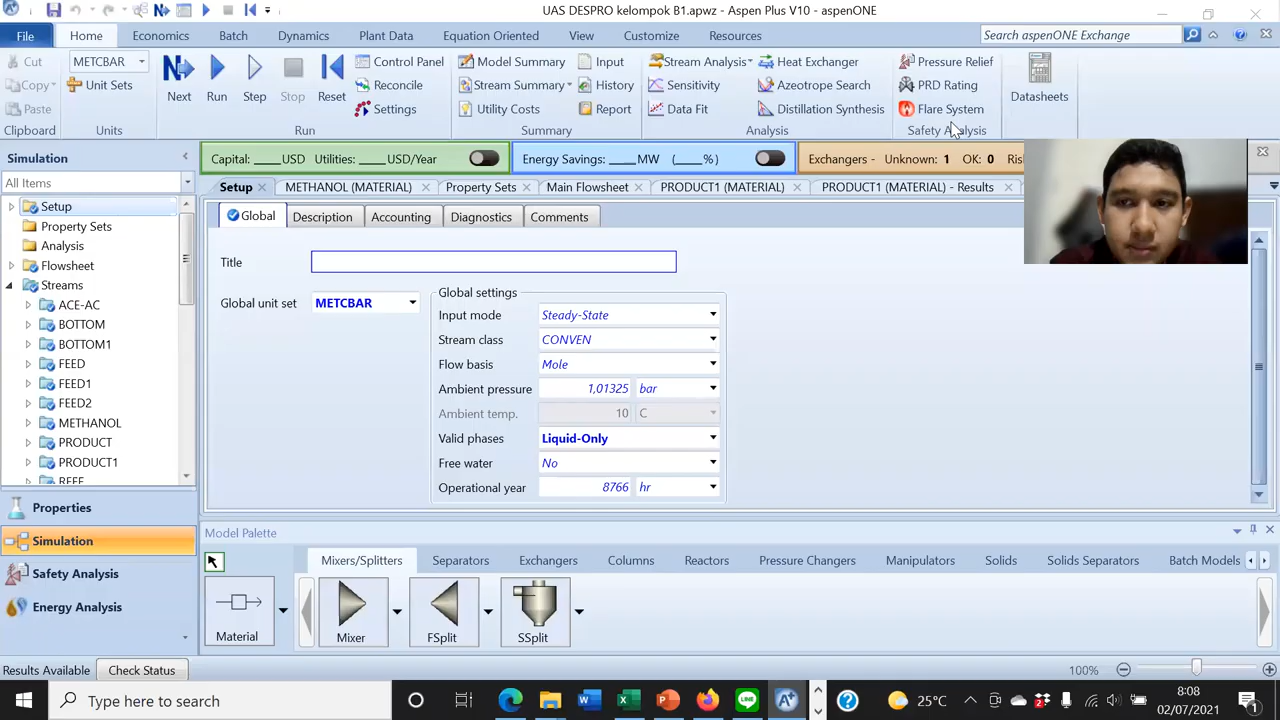 UAS DESPRO kelompok B1.apwz - Aspen Plus V10 - aspenONE
File Home Economics Batch Dynamics Plant Data Equation Oriented View Customize Resources Search aspenONE Exchange
Cut METCBAR Control Panel Model Summary Input Stream Analysis Heat Exchanger Pressure Relief
Copy Unit Sets Reconcile Stream Summary History Sensitivity Azeotrope Search PRD Rating
Paste Next Run Step Stop Reset Settings Utility Costs Report Data Fit Distillation Synthesis Flare System Datasheets
Clipboard Units Run Summary Analysis Safety Analysis
Simulation Capital: ____USD Utilities: ____USD/Year Energy Savings: ____MW (____%) Exchangers - Unknown: 1 OK: 0
All Items Setup METHANOL (MATERIAL) Property Sets Main Flowsheet PRODUCT1 (MATERIAL) PRODUCT1 (MATERIAL) - Results
Setup
Property Sets
Analysis
Flowsheet
Streams
ACE-AC
BOTTOM
BOTTOM1
FEED
FEED1
FEED2
METHANOL
PRODUCT
PRODUCT1
Properties
Simulation
Safety Analysis
Energy Analysis
Global Description Accounting Diagnostics Comments
Title
Global unit set METCBAR
Global settings
Input mode Steady-State
Stream class CONVEN
Flow basis Mole
Ambient pressure 1,01325 bar
Ambient temp. 10 C
Valid phases Liquid-Only
Free water No
Operational year 8766 hr
Model Palette
Mixers/Splitters Separators Exchangers Columns Reactors Pressure Changers Manipulators Solids Solids Separators Batch Models
Material Mixer FSplit SSplit
Results Available Check Status 100%
Type here to search 25°C 8:08
02/07/2021